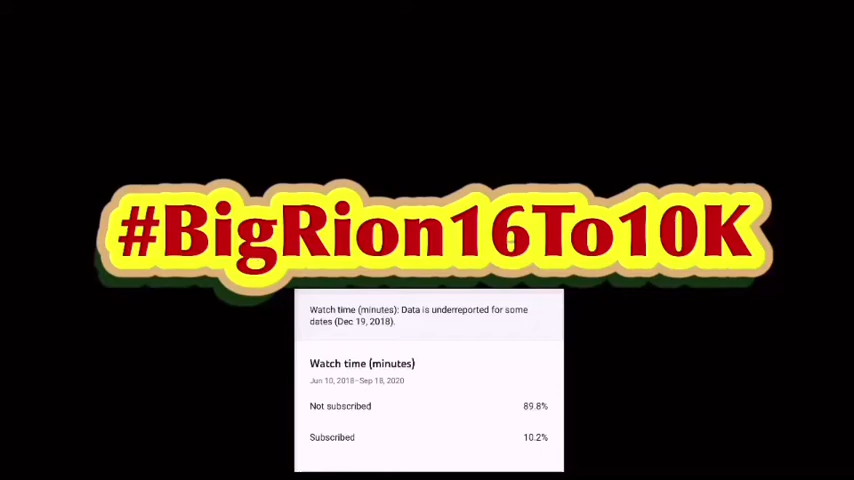 #BigRion16To10K
Watch time (minutes): Data is underreported for some
dates (Dec 19, 2018).
Watch time (minutes)
Jun 10, 2018–Sep 18, 2020
Not subscribed 89.8%
Subscribed 10.2%